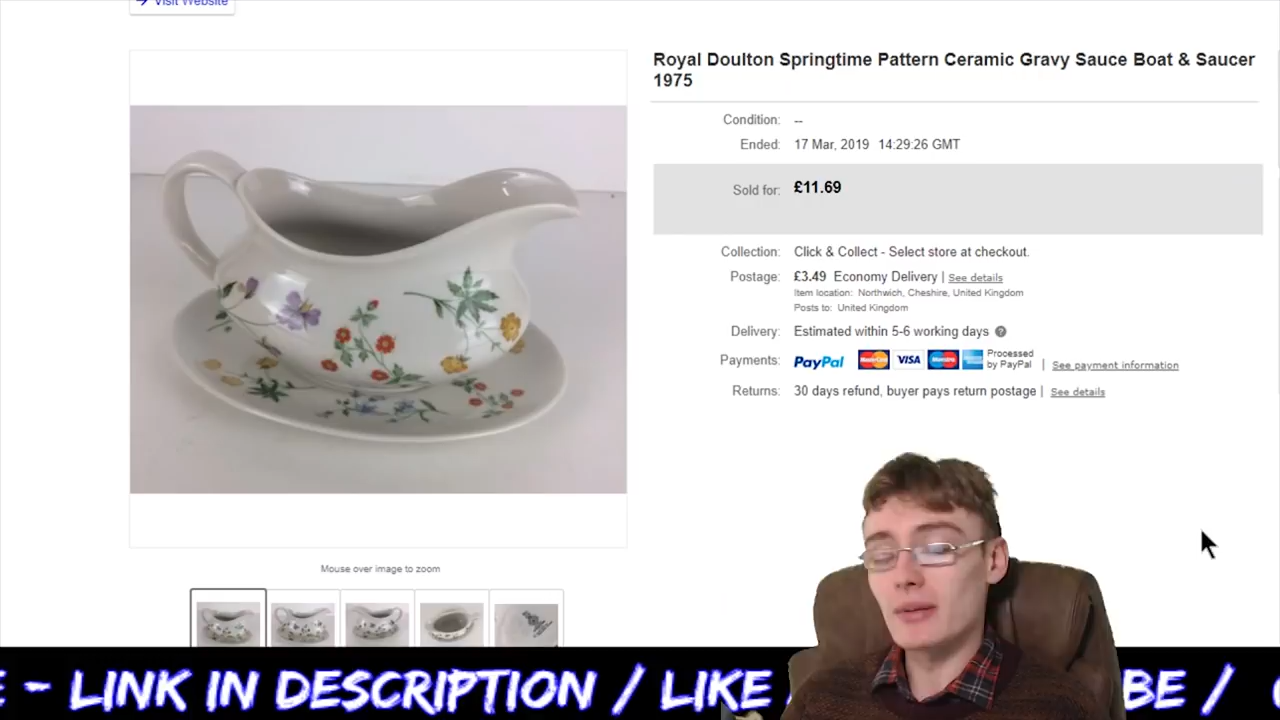 Visit Website
Royal Doulton Springtime Pattern Ceramic Gravy Sauce Boat & Saucer
1975
Condition: --
Ended: 17 Mar, 2019 14:29:26 GMT
Sold for: £11.69
Collection: Click & Collect - Select store at checkout.
Postage: £3.49 Economy Delivery | See details
Item location: Northwich, Cheshire, United Kingdom
Posts to: United Kingdom
Delivery: Estimated within 5-6 working days
Payments: PayPal MasterCard VISA Maestro Processed by PayPal | See payment information
Returns: 30 days refund, buyer pays return postage | See details
Mouse over image to zoom
E - LINK IN DESCRIPTION / LIKE BE /